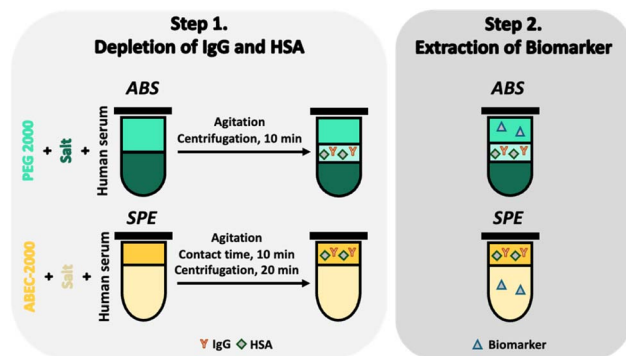 Step 1.
Depletion of IgG and HSA
ABS
PEG 2000
+
Salt
+
Human serum
Agitation
Centrifugation, 10 min
SPE
ABEC-2000
+
Salt
+
Human serum
Agitation
Contact time, 10 min
Centrifugation, 20 min
IgG
HSA
Step 2.
Extraction of Biomarker
ABS
SPE
Biomarker